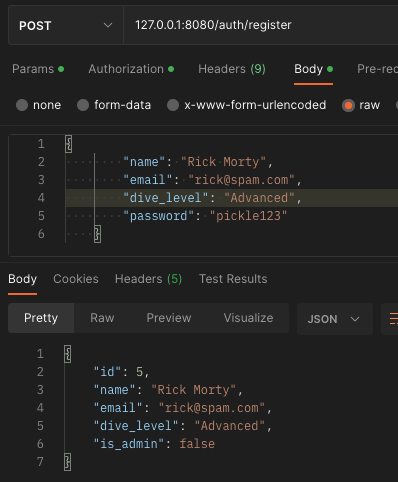 POST 127.0.0.1:8080/auth/register
Params Authorization Headers (9) Body Pre-req
none form-data x-www-form-urlencoded raw
1 {
2 "name": "Rick Morty",
3 "email": "rick@spam.com",
4 "dive_level": "Advanced",
5 "password": "pickle123"
6 }
Body Cookies Headers (5) Test Results
Pretty Raw Preview Visualize JSON
1 {
2 "id": 5,
3 "name": "Rick Morty",
4 "email": "rick@spam.com",
5 "dive_level": "Advanced",
6 "is_admin": false
7 }